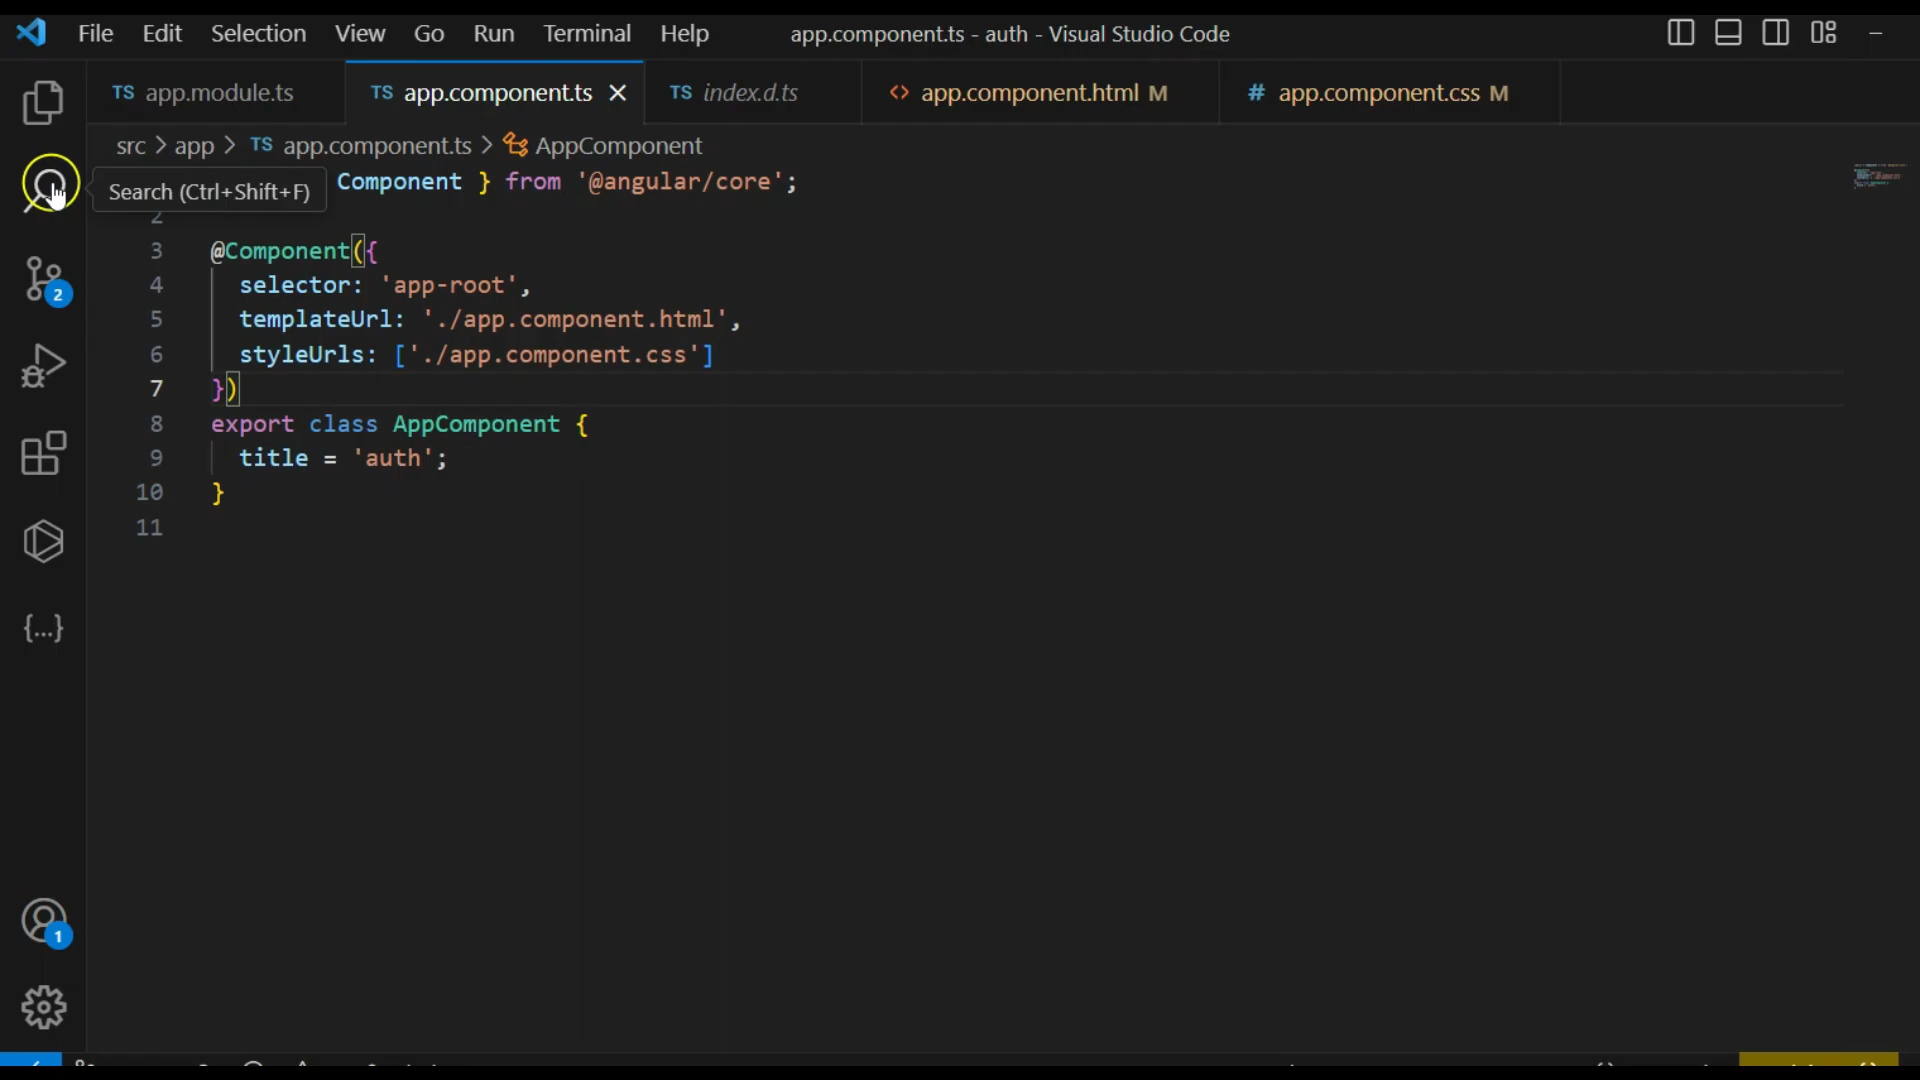 File Edit Selection View Go Run Terminal Help app.component.ts - auth - Visual Studio Code
TS app.module.ts TS app.component.ts TS index.d.ts <> app.component.html M # app.component.css M
src > app > TS app.component.ts > AppComponent
Search (Ctrl+Shift+F) Component } from '@angular/core';
2
3 @Component({
4 selector: 'app-root',
5 templateUrl: './app.component.html',
6 styleUrls: ['./app.component.css']
7 })
8 export class AppComponent {
9 title = 'auth';
10 }
11
2
{...}
1